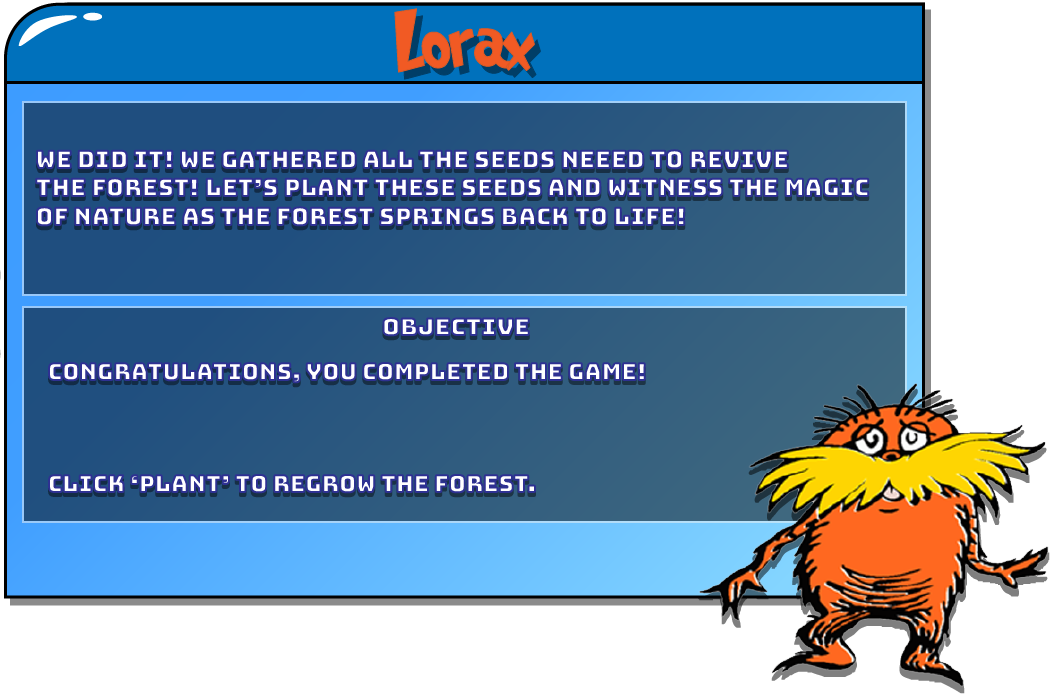 Lorax
WE DID IT! WE GATHERED ALL THE SEEDS NEEED TO REVIVE
THE FOREST! LET’S PLANT THESE SEEDS AND WITNESS THE MAGIC
OF NATURE AS THE FOREST SPRINGS BACK TO LIFE!
OBJECTIVE
CONGRATULATIONS, YOU COMPLETED THE GAME!
CLICK ‘PLANT’ TO REGROW THE FOREST.